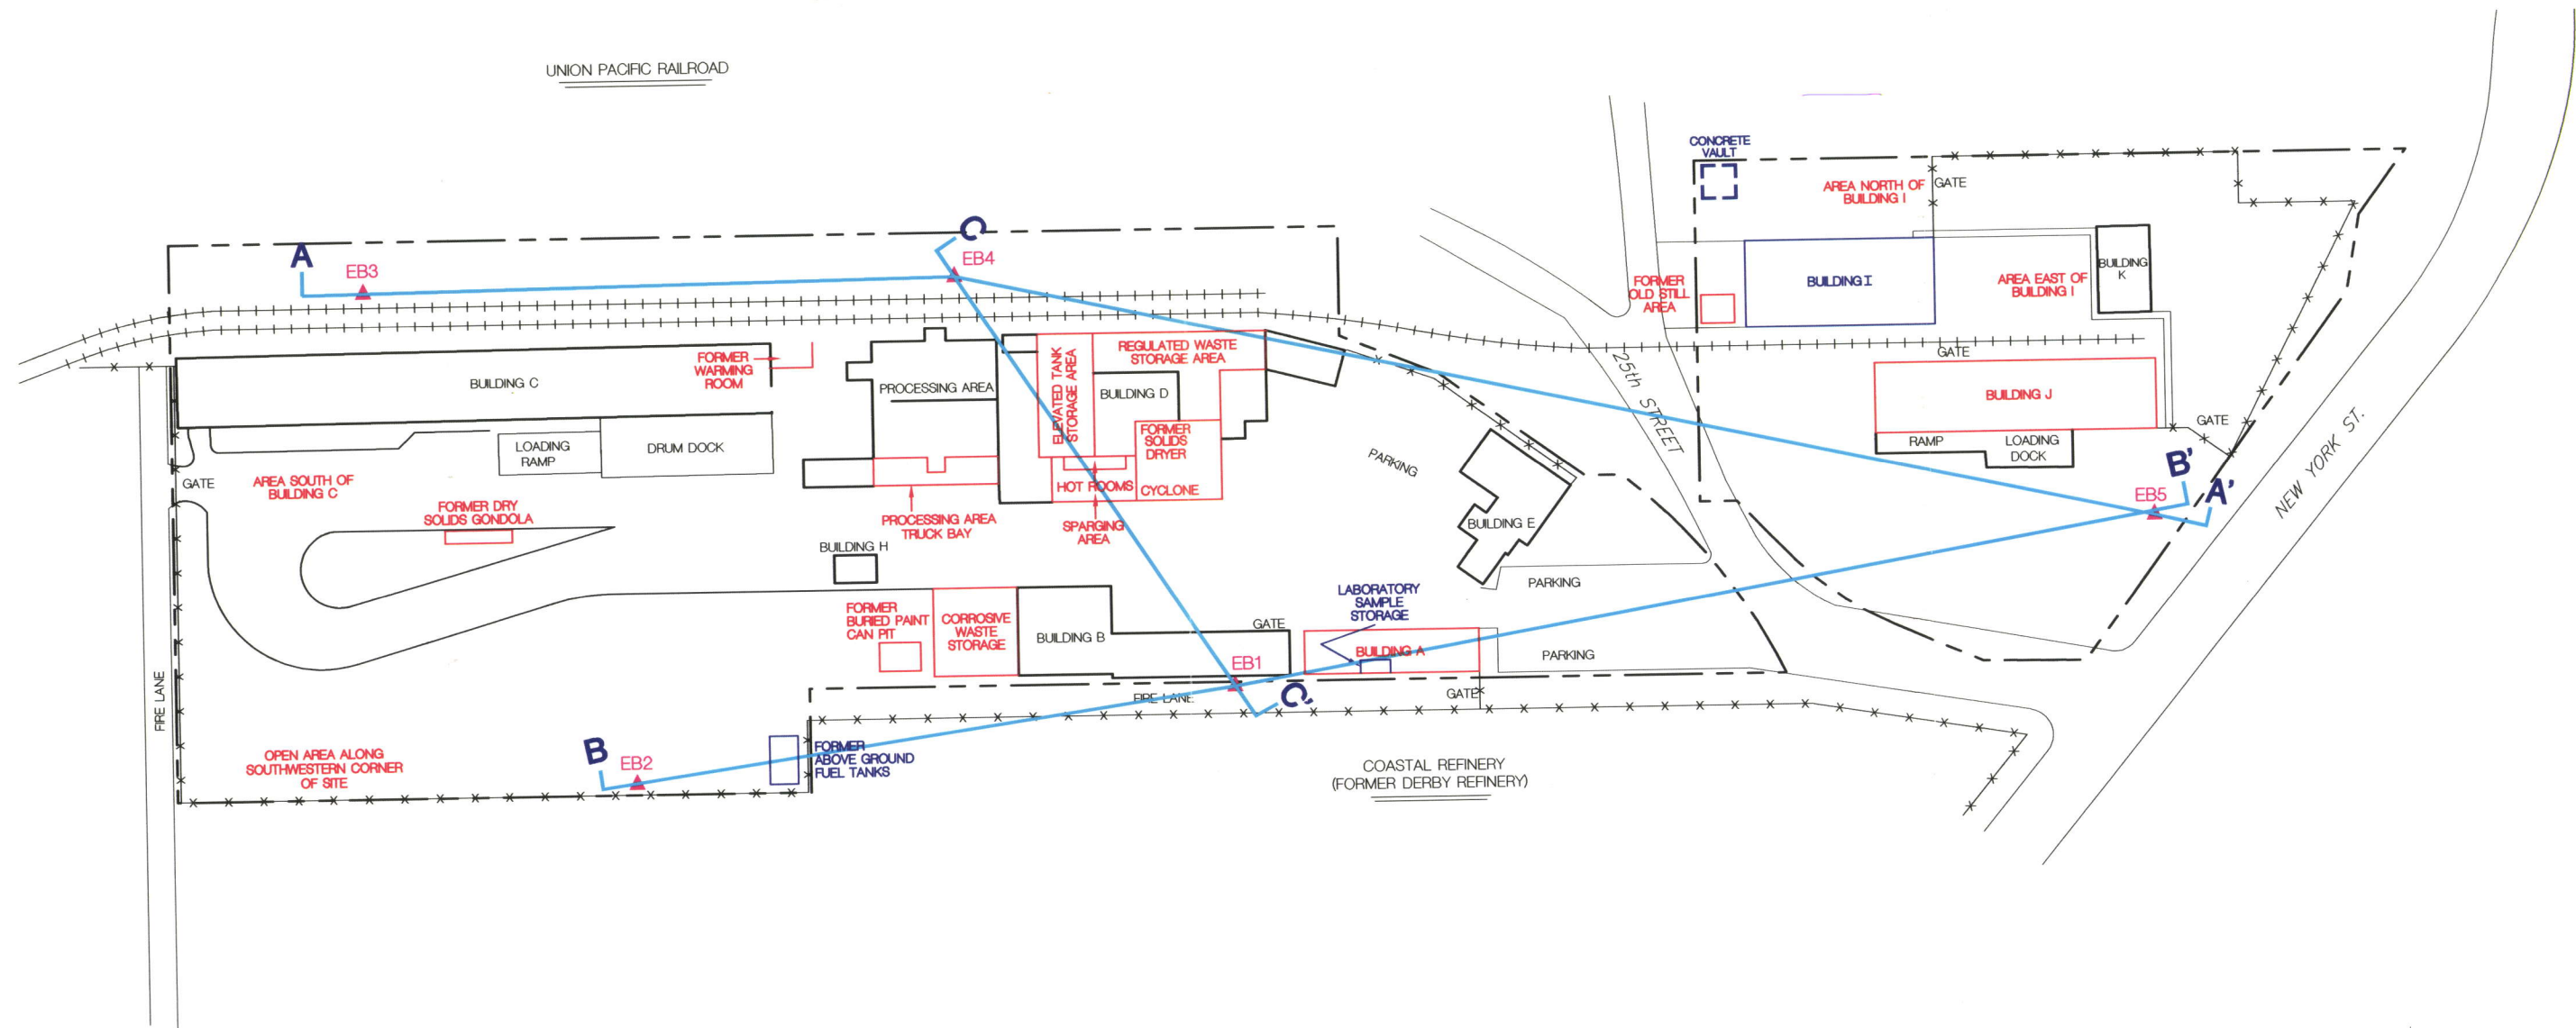 UNION PACIFIC RAILROAD
CONCRETE
VAULT
AREA NORTH OF
BUILDING I
GATE
A
EB3
C
EB4
BUILDING I
FORMER
OLD STILL
AREA
AREA EAST OF
BUILDING I
BUILDING
K
FORMER
WARMING
ROOM
BUILDING C
PROCESSING AREA
ELEVATED TANK
STORAGE AREA
REGULATED WASTE
STORAGE AREA
BUILDING D
FORMER
SOLIDS
DRYER
HOT ROOMS
CYCLONE
25th STREET
GATE
BUILDING J
GATE
RAMP
LOADING
DOCK
LOADING
RAMP
DRUM DOCK
PARKING
GATE
AREA SOUTH OF
BUILDING C
FORMER DRY
SOLIDS GONDOLA
PROCESSING AREA
TRUCK BAY
SPARGING
AREA
BUILDING E
B'
A'
EB5
NEW YORK ST.
BUILDING H
PARKING
LABORATORY
SAMPLE
STORAGE
FORMER
BURIED PAINT
CAN PIT
CORROSIVE
WASTE
STORAGE
BUILDING B
GATE
BUILDING A
PARKING
EB1
C'
FIRE LANE
GATE
FIRE LANE
B
EB2
FORMER
ABOVE GROUND
FUEL TANKS
OPEN AREA ALONG
SOUTHWESTERN CORNER
OF SITE
COASTAL REFINERY
(FORMER DERBY REFINERY)